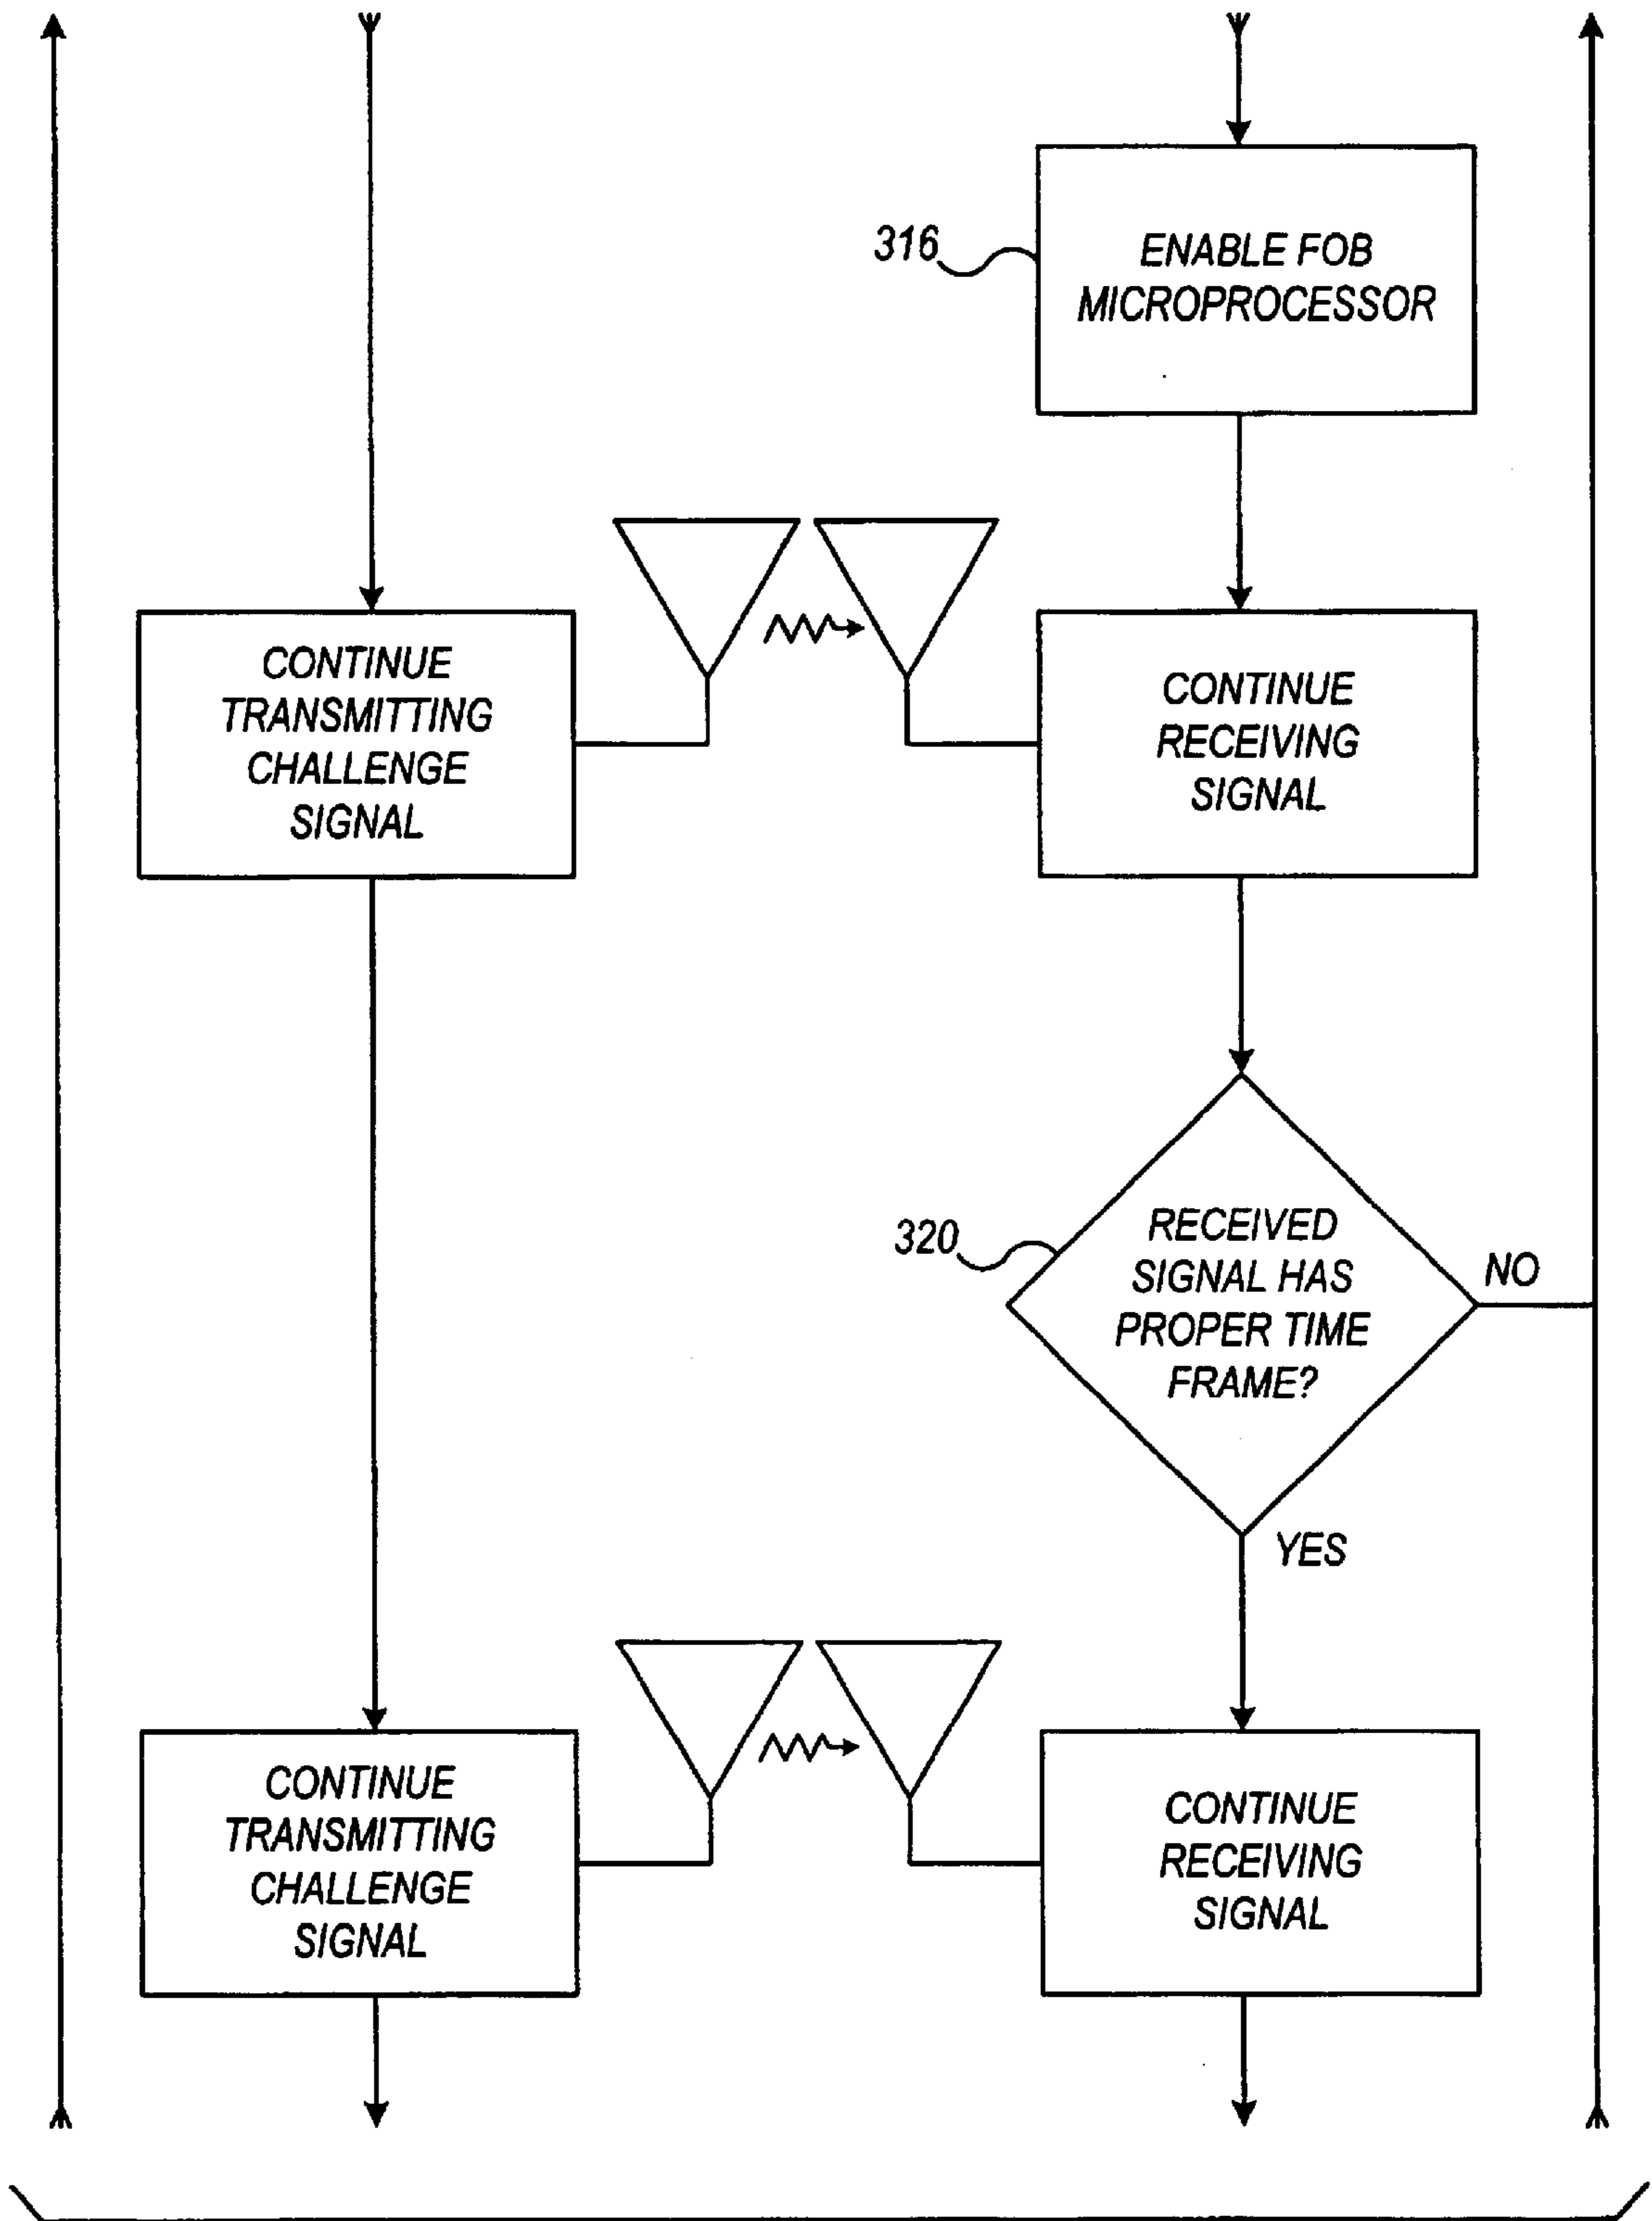 316
ENABLE FOB
MICROPROCESSOR
CONTINUE
TRANSMITTING
CHALLENGE
SIGNAL
CONTINUE
RECEIVING
SIGNAL
320
RECEIVED
SIGNAL HAS
PROPER TIME
FRAME?
NO
YES
CONTINUE
TRANSMITTING
CHALLENGE
SIGNAL
CONTINUE
RECEIVING
SIGNAL